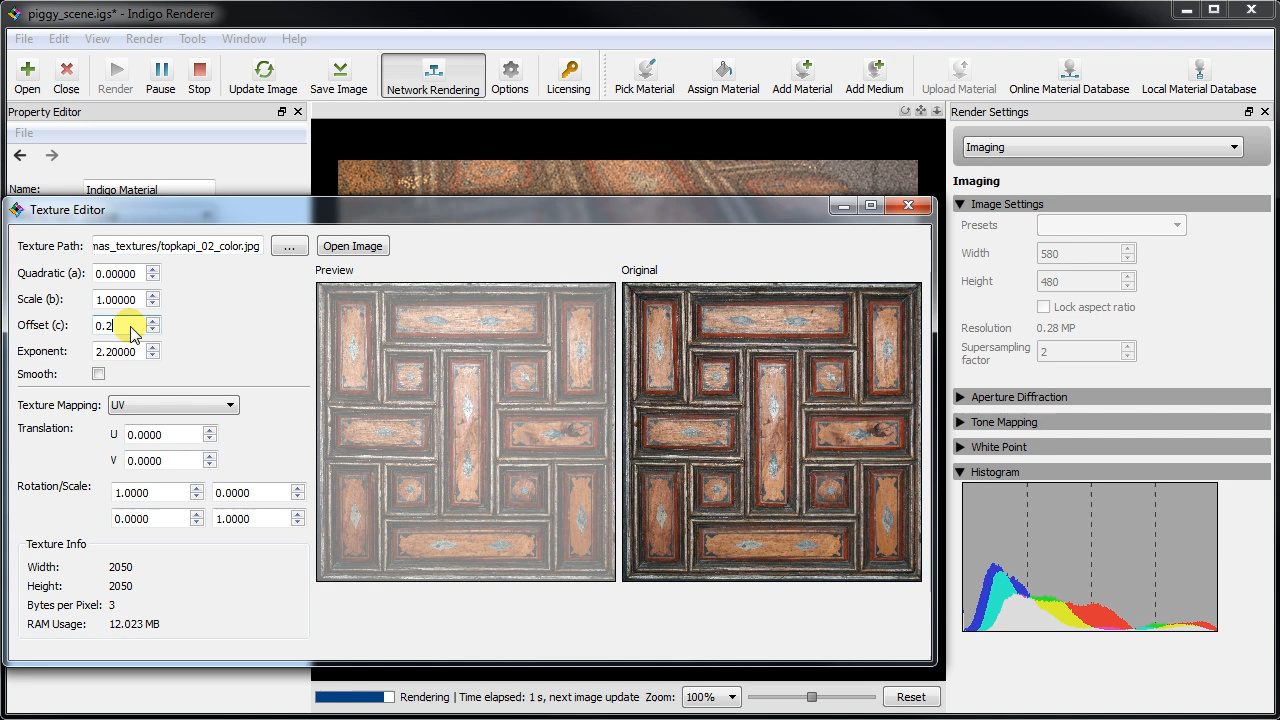 piggy_scene.igs* - Indigo Renderer
File Edit View Render Tools Window Help
Open Close Render Pause Stop Update Image Save Image Network Rendering Options Licensing Pick Material Assign Material Add Material Add Medium Upload Material Online Material Database Local Material Database
Property Editor
Render Settings
File
Imaging
Name: Indigo Material
Imaging
Image Settings
Texture Editor
Presets
Texture Path: mas_textures/topkapi_02_color.jpg ... Open Image
Width 580
Quadratic (a): 0.00000
Preview
Original
Height 480
Scale (b): 1.00000
Lock aspect ratio
Offset (c): 0.2
Resolution 0.28 MP
Exponent: 2.20000
Supersampling
factor 2
Smooth:
Texture Mapping: UV
Aperture Diffraction
Translation: U 0.0000
Tone Mapping
V 0.0000
White Point
Rotation/Scale: 1.0000 0.0000
Histogram
0.0000 1.0000
Texture Info
Width: 2050
Height: 2050
Bytes per Pixel: 3
RAM Usage: 12.023 MB
Rendering | Time elapsed: 1 s, next image update Zoom: 100% Reset